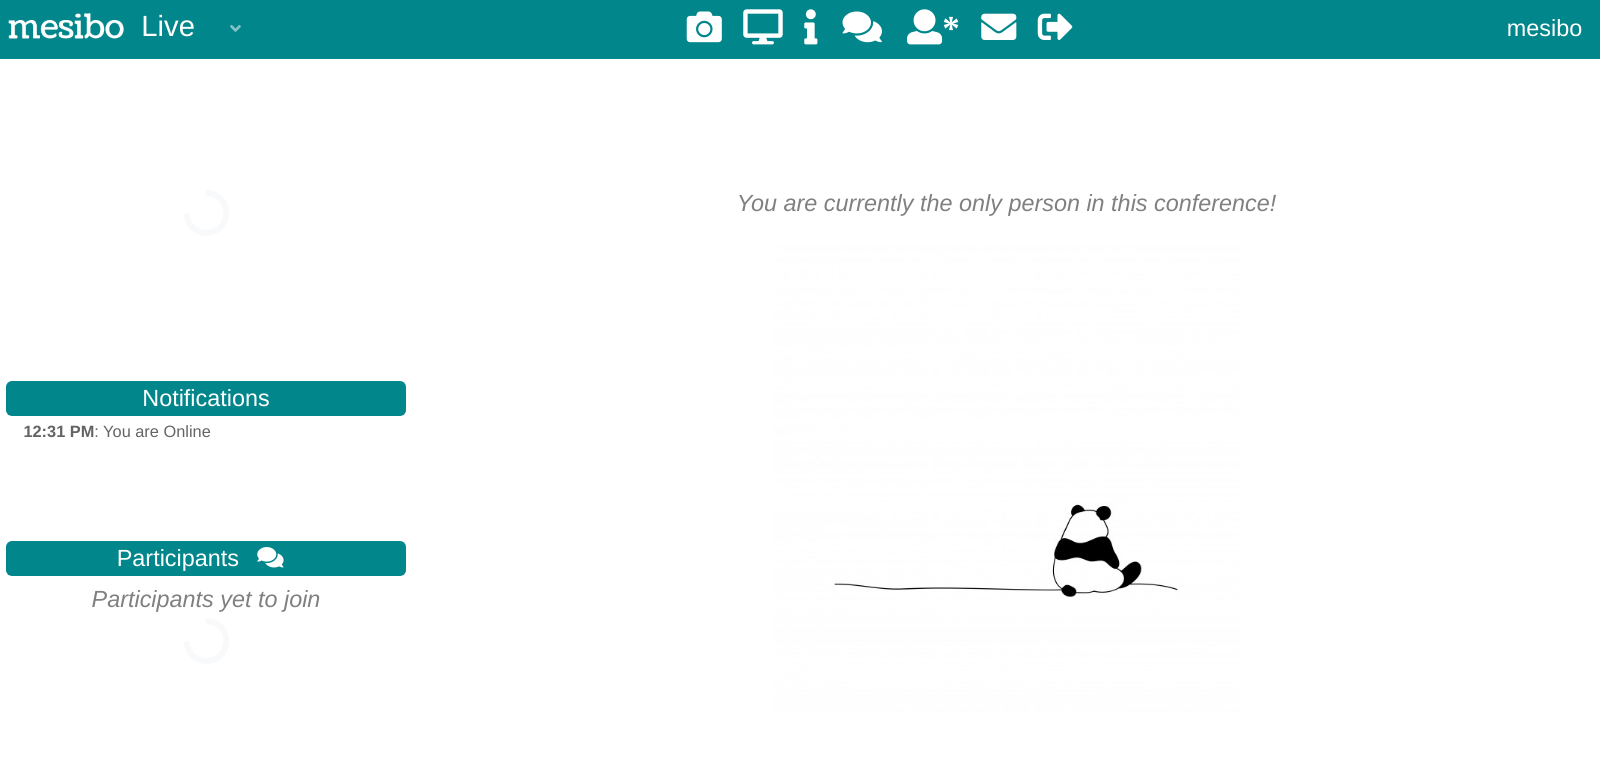 mesibo Live * mesibo
You are currently the only person in this conference!
Notifications
12:31 PM: You are Online
Participants
Participants yet to join